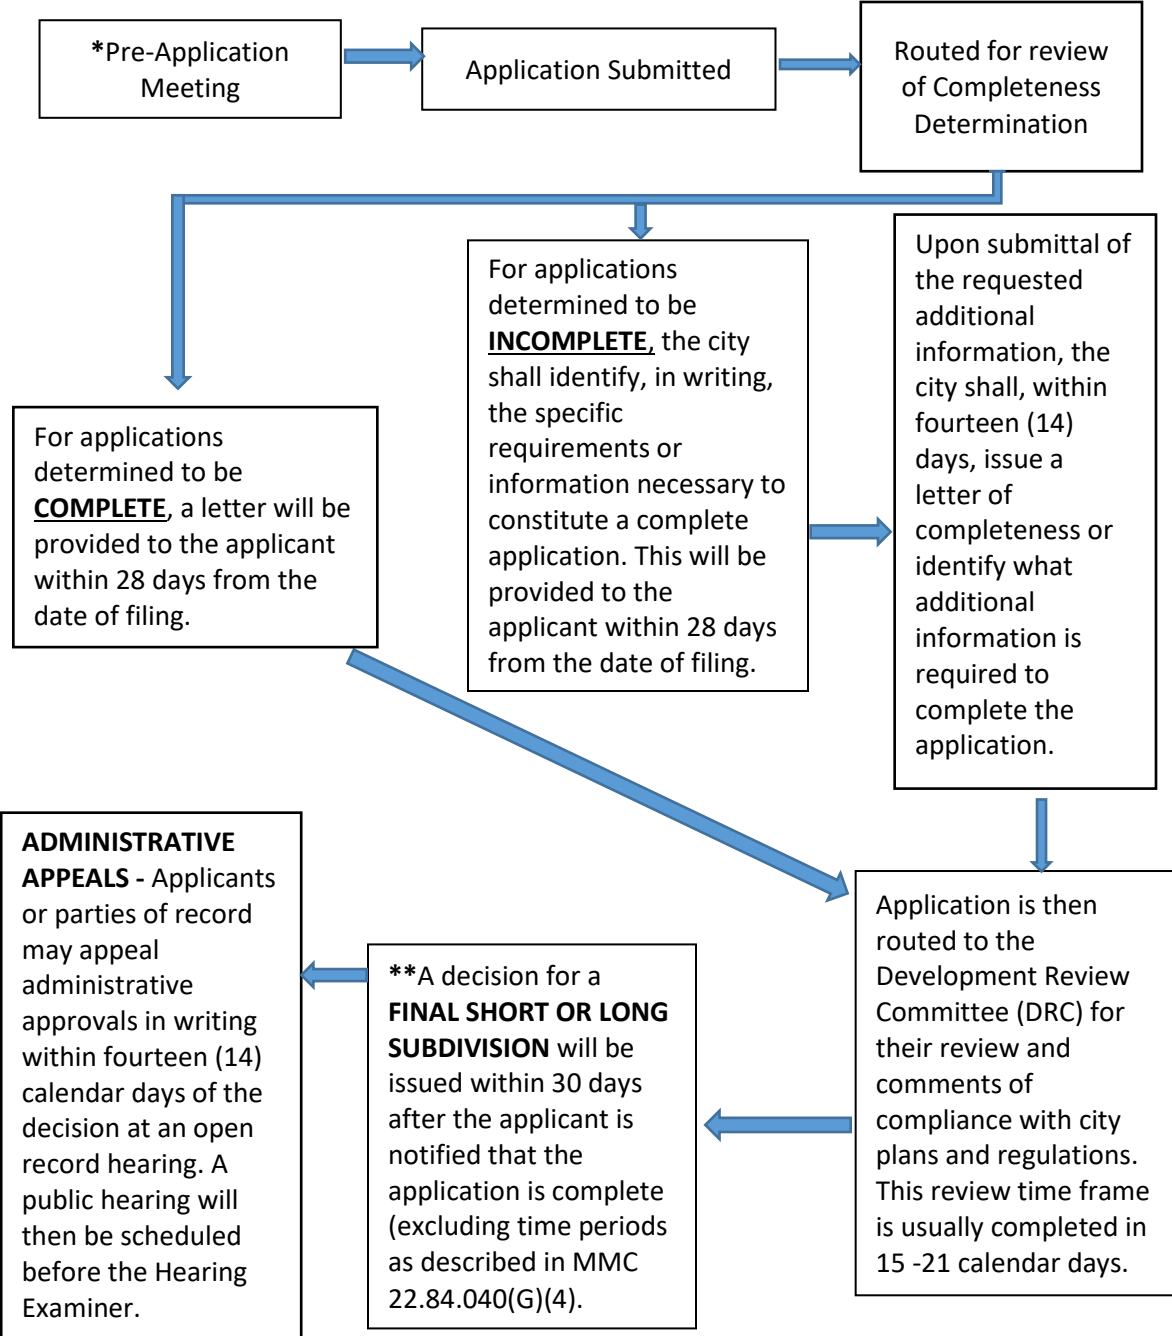 *Pre-Application
Meeting
Application Submitted
Routed for review
of Completeness
Determination
For applications
determined to be
COMPLETE, a letter will be
provided to the applicant
within 28 days from the
date of filing.
For applications
determined to be
INCOMPLETE, the city
shall identify, in writing,
the specific
requirements or
information necessary to
constitute a complete
application. This will be
provided to the
applicant within 28 days
from the date of filing.
Upon submittal of
the requested
additional
information, the
city shall, within
fourteen (14)
days, issue a
letter of
completeness or
identify what
additional
information is
required to
complete the
application.
Application is then
routed to the
Development Review
Committee (DRC) for
their review and
comments of
compliance with city
plans and regulations.
This review time frame
is usually completed in
15 -21 calendar days.
**A decision for a
FINAL SHORT OR LONG
SUBDIVISION will be
issued within 30 days
after the applicant is
notified that the
application is complete
(excluding time periods
as described in MMC
22.84.040(G)(4).
ADMINISTRATIVE
APPEALS - Applicants
or parties of record
may appeal
administrative
approvals in writing
within fourteen (14)
calendar days of the
decision at an open
record hearing. A
public hearing will
then be scheduled
before the Hearing
Examiner.